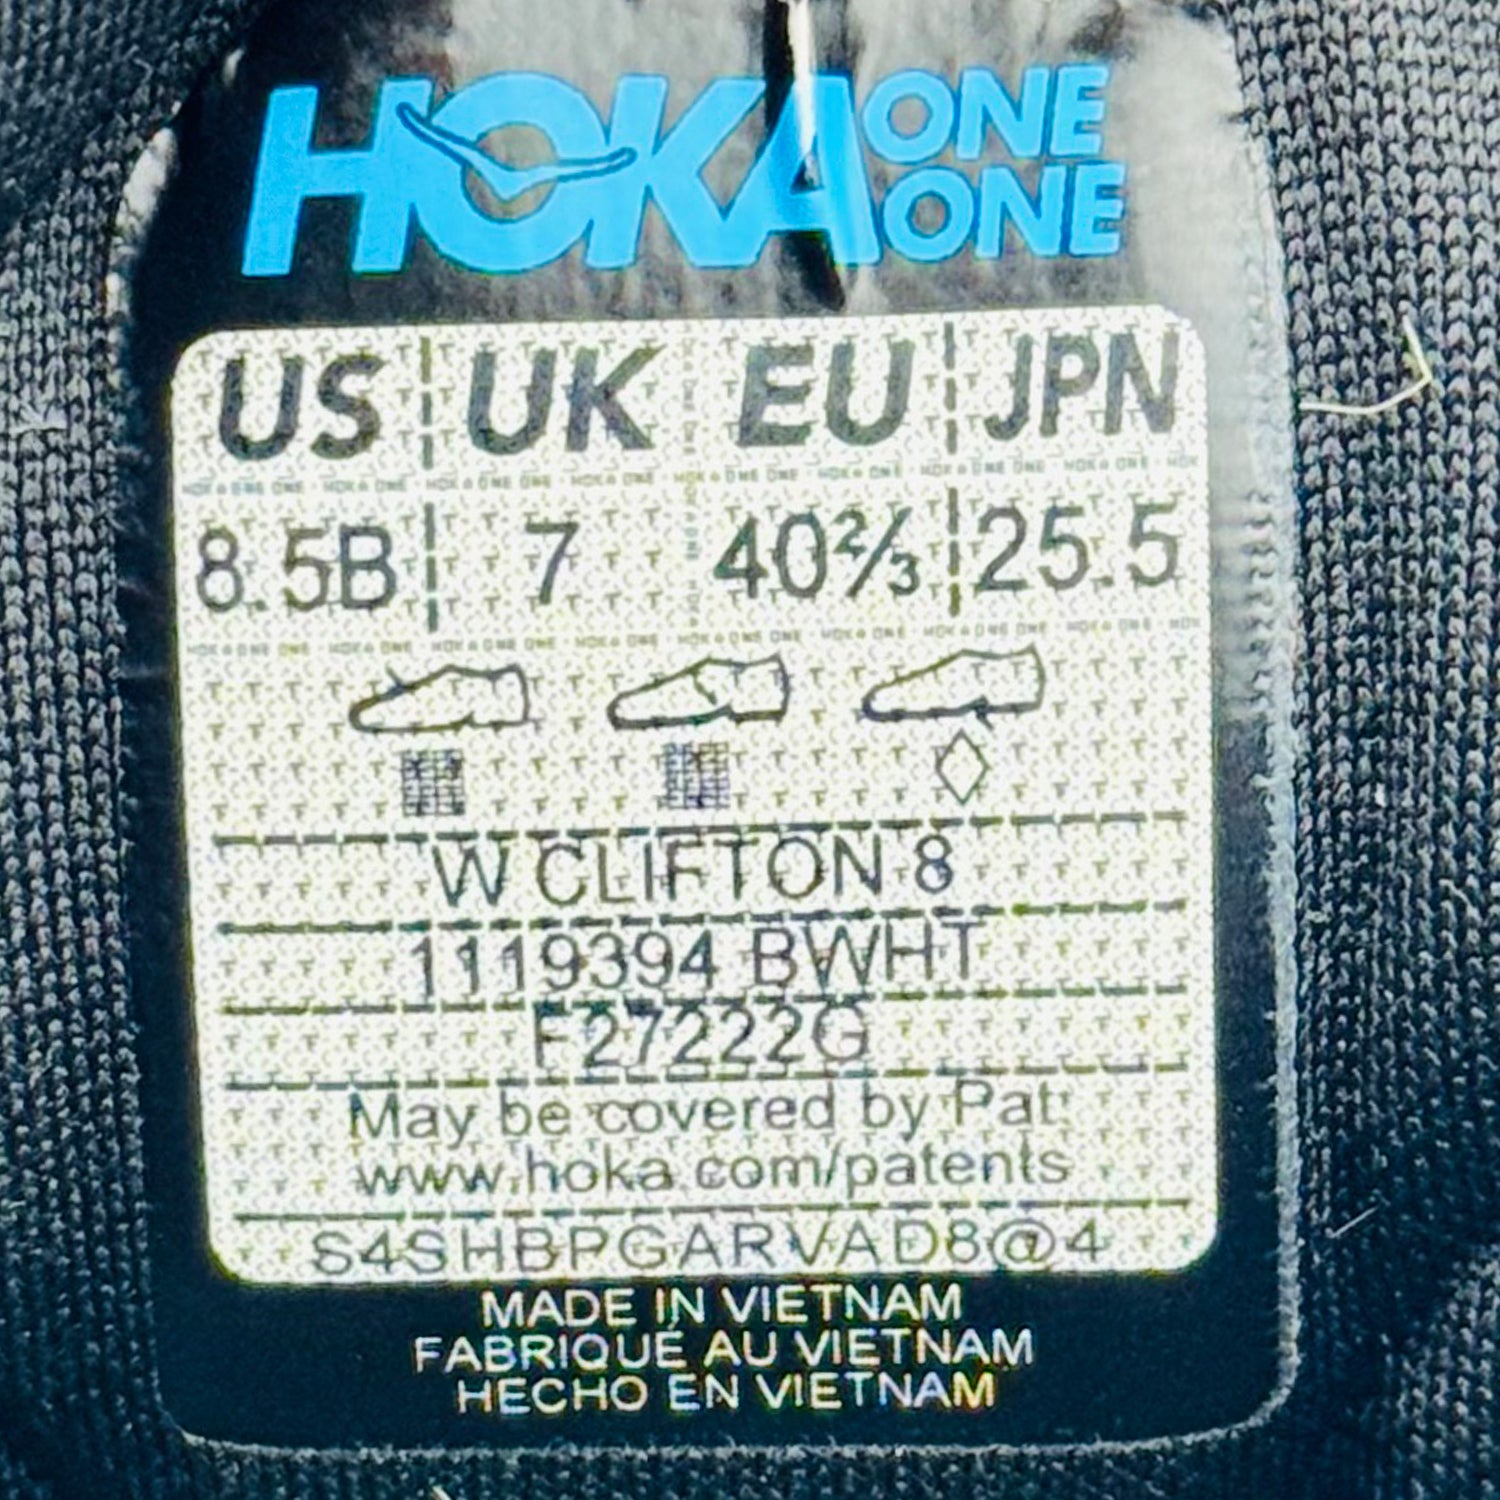 HOKA ONE ONE
US UK EU JPN
8.5B 7 40⅔ 25.5
W CLIFTON 8
1119394 BWHT
F27222G
May be covered by Pat.
www.hoka.com/patents
S4SHBPGARVAD8@4
MADE IN VIETNAM
FABRIQUÉ AU VIETNAM
HECHO EN VIETNAM